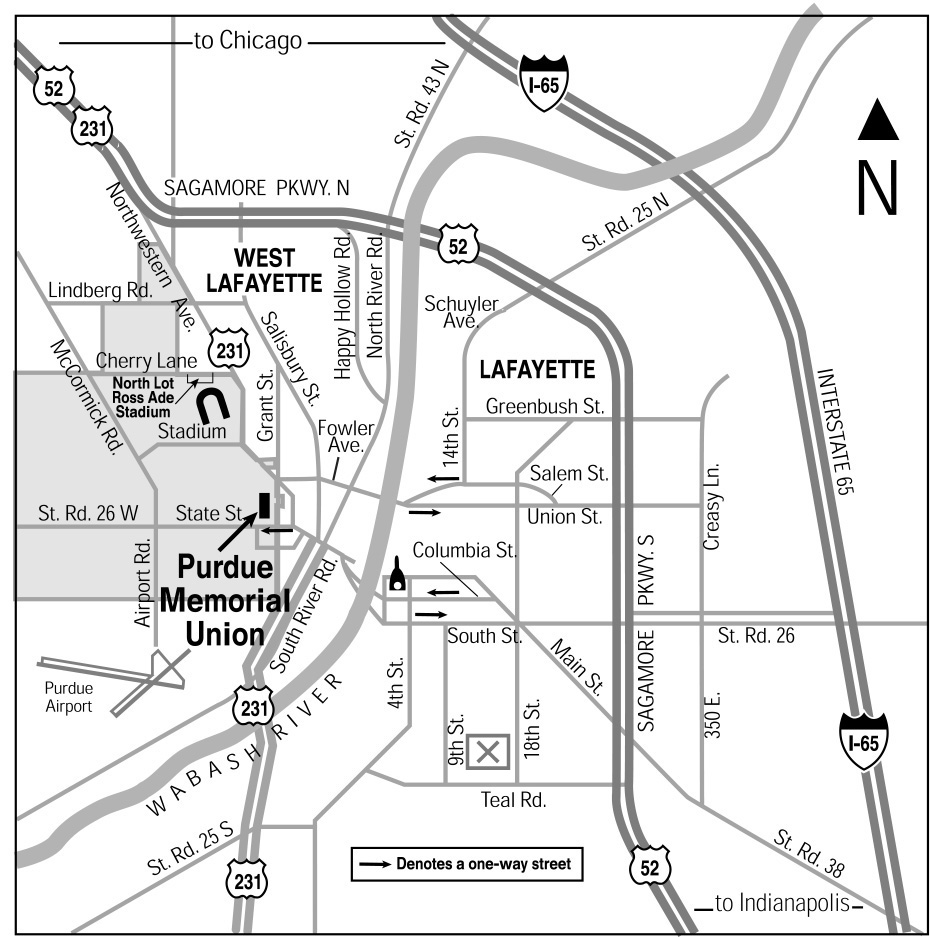 to Chicago
52
I-65
231
St. Rd. 43 N
N
SAGAMORE PKWY. N
Northwestern Ave.
St. Rd. 25 N
52
WEST
LAFAYETTE
Happy Hollow Rd.
North River Rd.
Lindberg Rd.
Schuyler
Ave.
231
Salisbury St.
McCormick Rd.
Cherry Lane
North Lot
Ross Ade
Stadium
LAFAYETTE
INTERSTATE 65
Grant St.
Greenbush St.
Stadium
Fowler
Ave.
14th St.
Salem St.
Creasy Ln.
St. Rd. 26 W
State St.
Union St.
Airport Rd.
Purdue
Memorial
Union
South River Rd.
Columbia St.
SAGAMORE PKWY. S
South St.
St. Rd. 26
Main St.
Purdue
Airport
4th St.
231
WABASH RIVER
9th St.
18th St.
350 E.
I-65
Teal Rd.
St. Rd. 25 S
St. Rd. 38
Denotes a one-way street
231
52
to Indianapolis